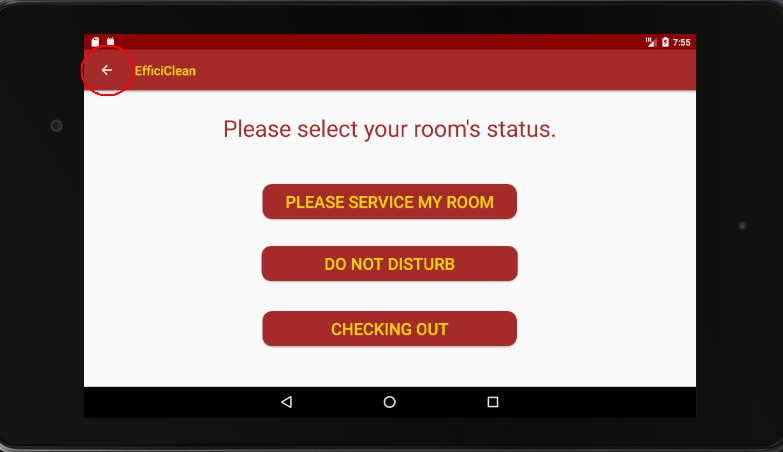 7:55
EfficiClean
Please select your room's status.
PLEASE SERVICE MY ROOM
DO NOT DISTURB
CHECKING OUT